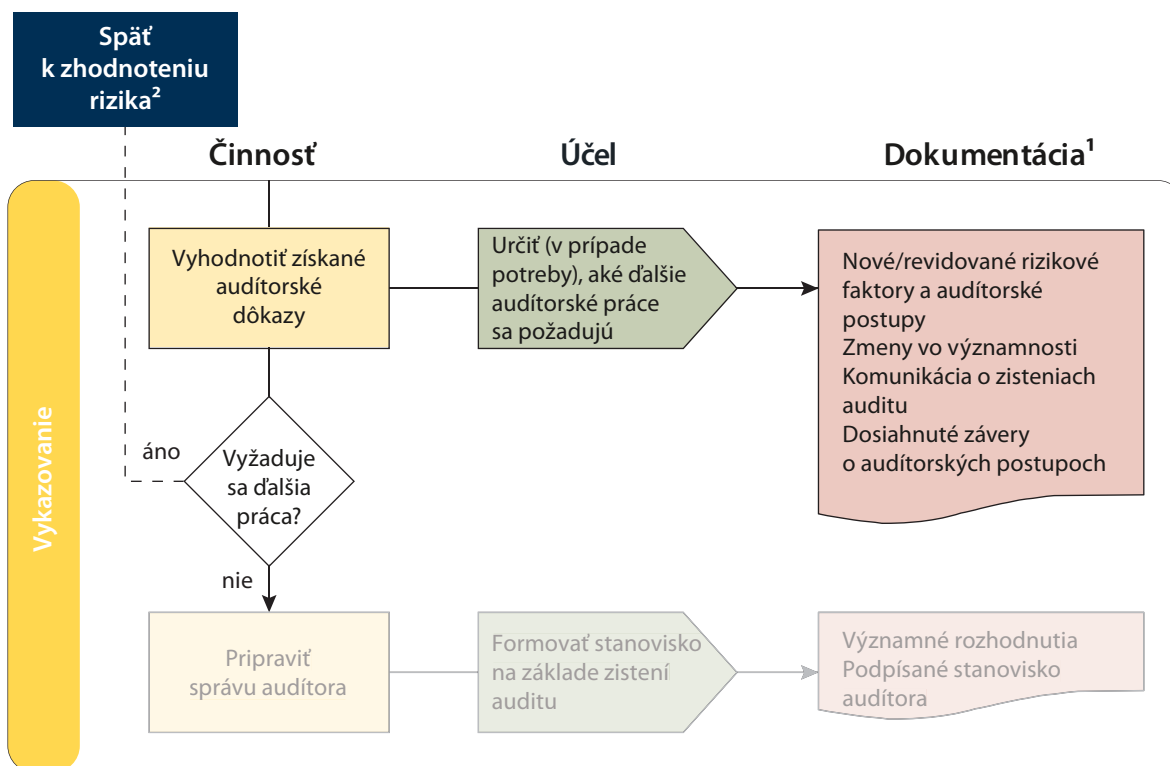 Späť
k zhodnoteniu
rizika²
Činnosť
Účel
Dokumentácia¹
Vykazovanie
Vyhodnotiť získané
audítorské
dôkazy
Určiť (v prípade
potreby), aké ďalšie
audítorské práce
sa požadujú
Nové/revidované rizikové
faktory a audítorské
postupy
Zmeny vo významnosti
Komunikácia o zisteniach
auditu
Dosiahnuté závery
o audítorských postupoch
áno
Vyžaduje
sa ďalšia
práca?
nie
Pripraviť
správu audítora
Formovať stanovisko
na základe zistení
auditu
Významné rozhodnutia
Podpísané stanovisko
audítora